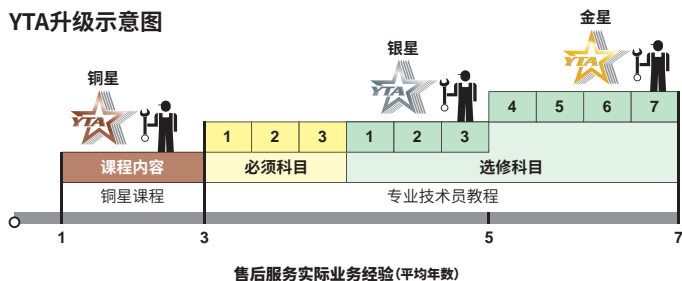 YTA升级示意图
金星
银星
铜星
YTA
YTA
YTA
4 5 6 7
1 2 3 1 2 3
课程内容 必须科目 选修科目
铜星课程 专业技术员教程
1 3 5 7
售后服务实际业务经验(平均年数)